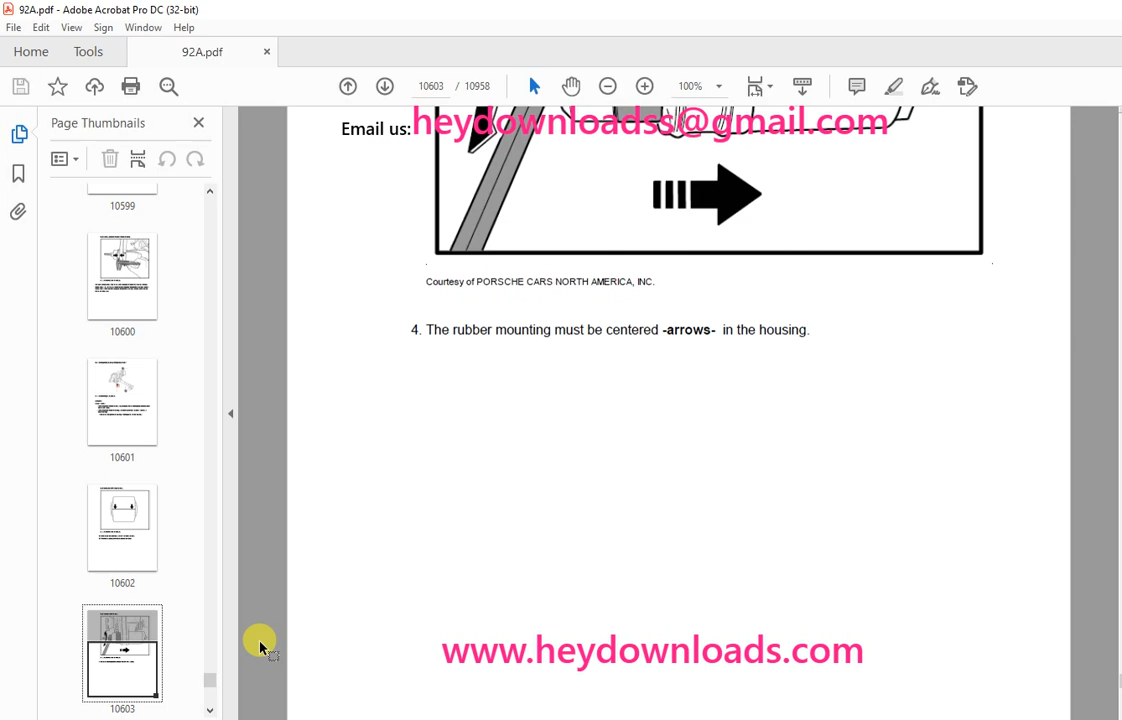 92A.pdf - Adobe Acrobat Pro DC (32-bit)
File Edit View Sign Window Help
Home Tools 92A.pdf ×
10603 / 10958 100%
Page Thumbnails
10599
10600
10601
10602
10603
Email us: heydownloadss@gmail.com
Courtesy of PORSCHE CARS NORTH AMERICA, INC.
4. The rubber mounting must be centered -arrows- in the housing.
www.heydownloads.com